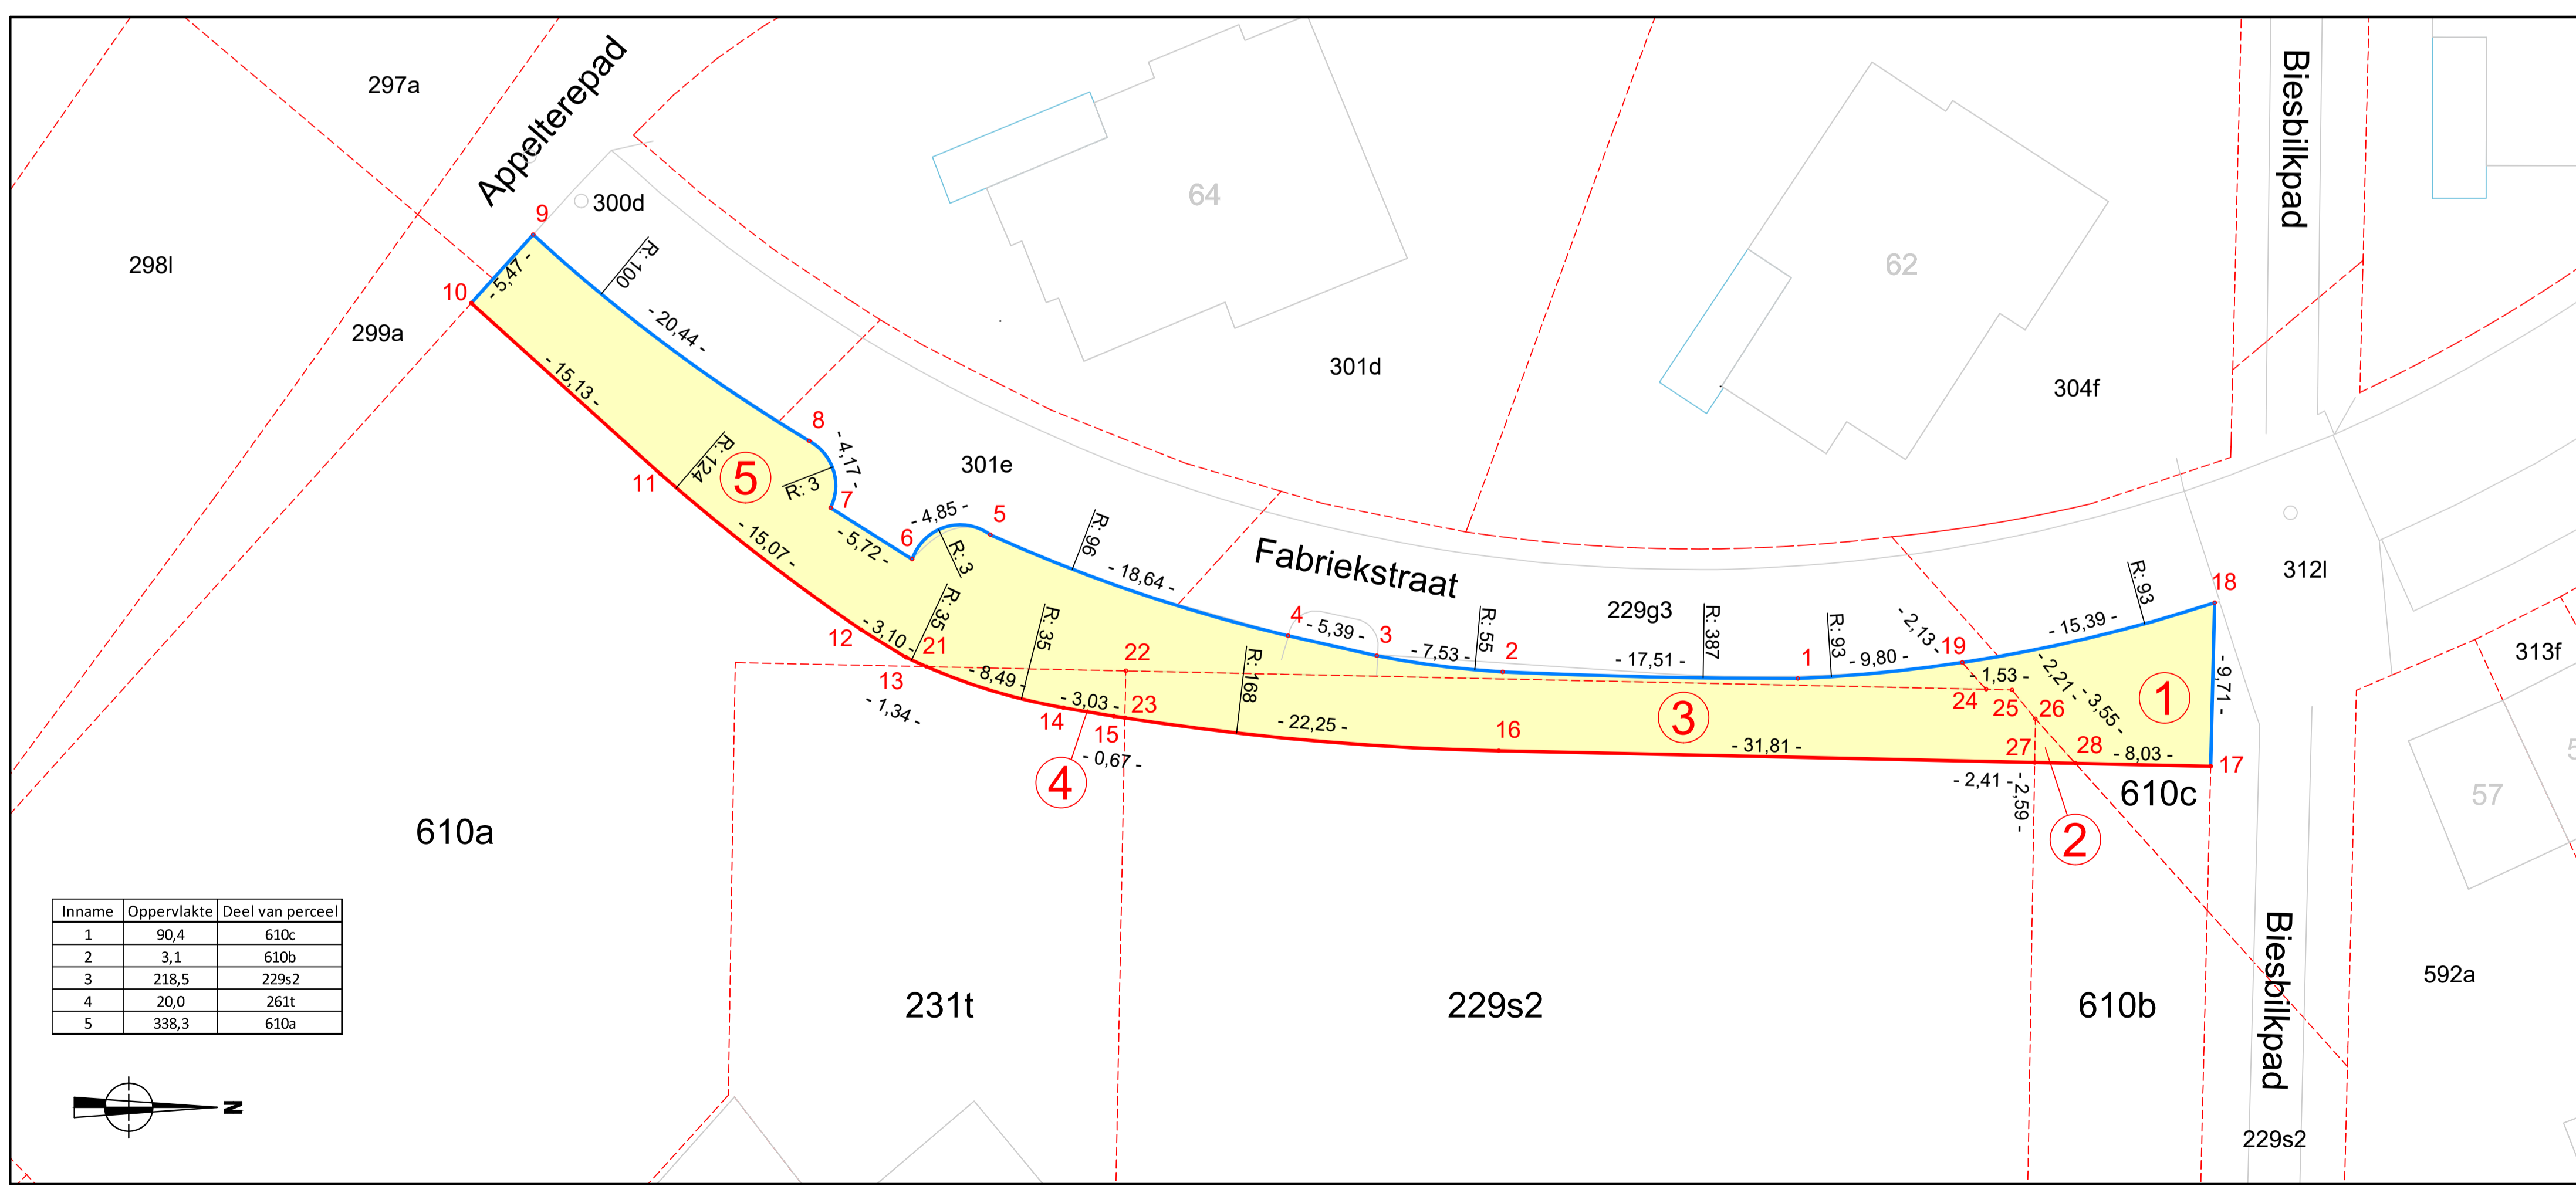 297a
Appelterepad
Biesbilkpad
9
300d
64
298l
62
R: 100
10
- 5,47 -
299a
- 20,44 -
301d
304f
- 15,13 -
8
- 4,17 -
R: 124
11
5
R: 3
7
301e
- 15,07 -
- 5,72 -
6
- 4,85 -
5
R: 3
R: 96
- 18,64 -
Fabriekstraat
229g3
312l
18
R: 93
12
- 3,10 -
R: 35
21
13
- 1,34 -
R: 35
- 8,49 -
22
4
- 5,39 -
3
- 7,53 -
R: 55
2
- 17,51 -
R: 387
1
R: 93
- 9,80 -
- 2,13 -
19
- 15,39 -
313f
14
- 3,03 -
23
15
- 0,67 -
4
R: 168
- 22,25 -
16
3
- 31,81 -
24
- 1,53 -
25
- 2,21 -
26
- 3,55 -
1
- 9,71 -
27
28
- 8,03 -
17
- 2,41 -
- 2,59 -
2
610c
57
5
610a
231t
229s2
610b
Biesbilkpad
592a
229s2
Inname Oppervlakte Deel van perceel
1 90,4 610c
2 3,1 610b
3 218,5 229s2
4 20,0 261t
5 338,3 610a
N